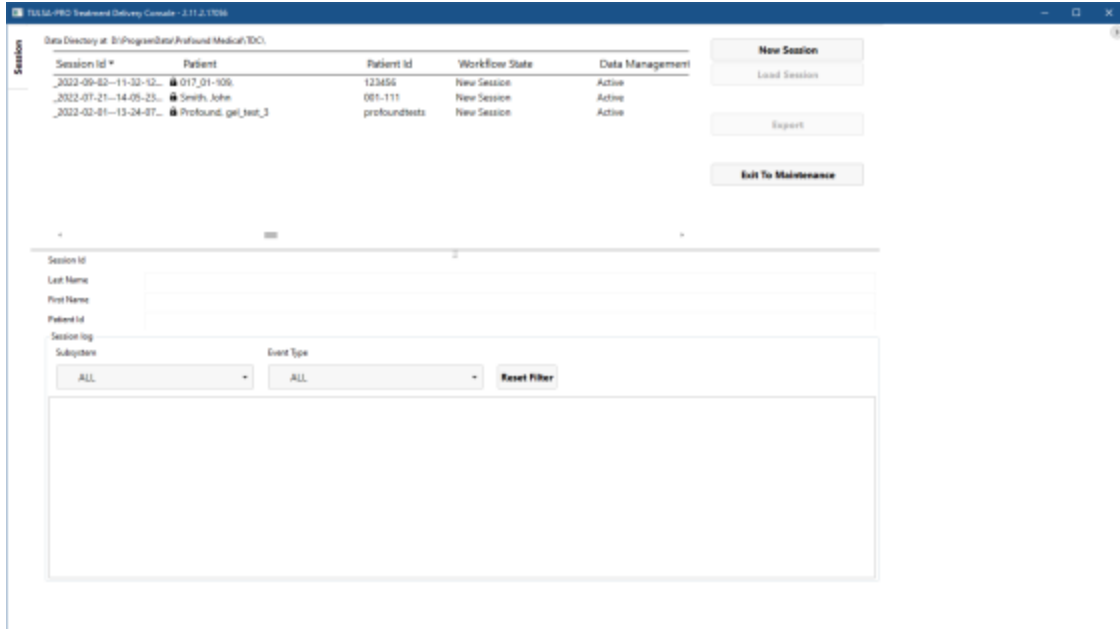 TULSA-PRO Treatment Delivery Console - 2.11.2.17056
Session
Data Directory at D:\ProgramData\Profound Medical\TDC\
Session Id Patient Patient Id Workflow State Data Management
_2022-09-02--11-32-12... 017_01-109, 123456 New Session Active
_2022-07-21--14-05-23... Smith, John 001-111 New Session Active
_2022-02-01--13-24-07... Profound, gel_test_3 profoundtests New Session Active
New Session
Load Session
Export
Exit To Maintenance
Session Id
Last Name
First Name
Patient Id
Session log
Subsystem Event Type
ALL ALL Reset Filter